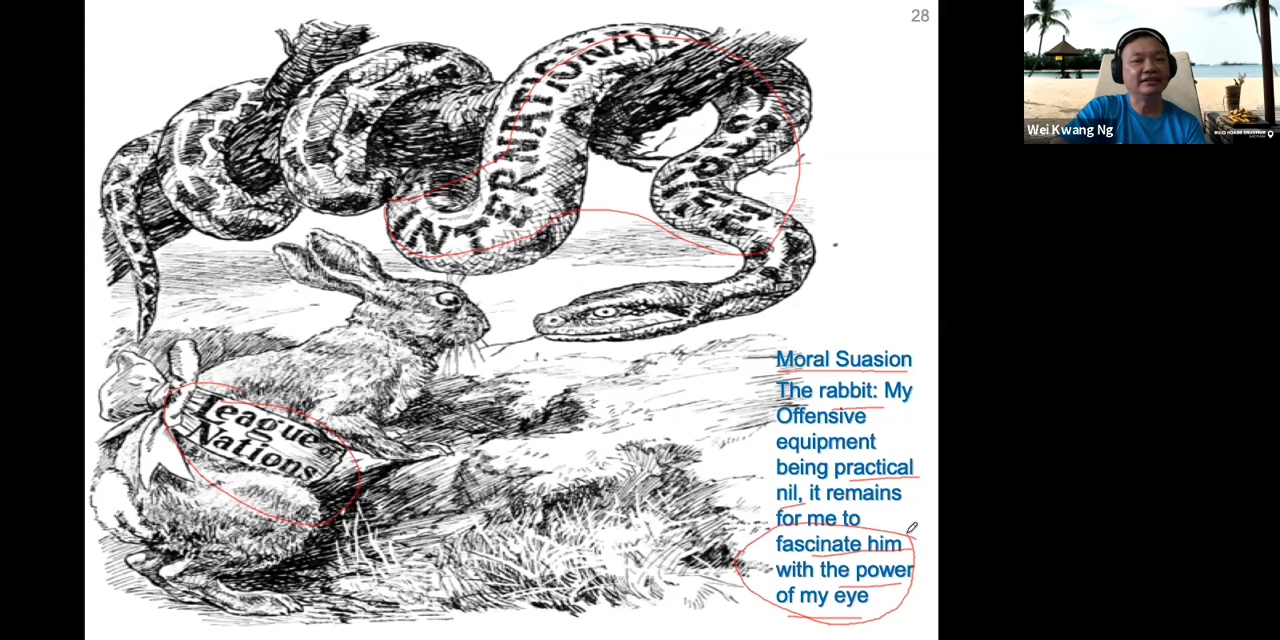 28
INTERNATIONAL
STRIFE
League of
Nations
Moral Suasion
The rabbit: My
Offensive
equipment
being practical
nil, it remains
for me to
fascinate him
with the power
of my eye
Wei Kwang Ng